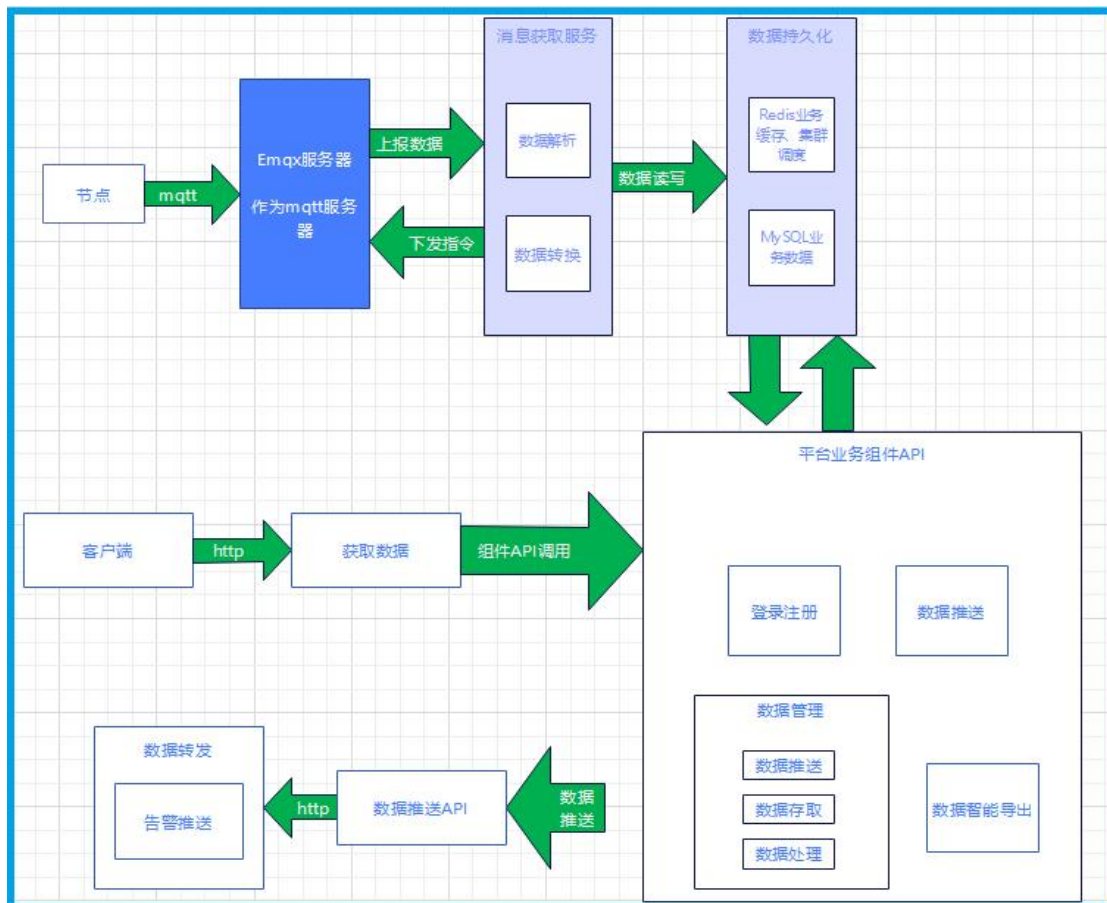 消息获取服务
数据持久化
Emqx服务器
作为mqtt服务
器
节点
mqtt
上报数据
下发指令
数据解析
数据转换
数据读写
Redis业务
缓存、集群
调度
MySQL业
务数据
平台业务组件API
客户端
http
获取数据
组件API调用
登录注册
数据推送
数据管理
数据推送
数据存取
数据处理
数据智能导出
数据转发
告警推送
http
数据推送API
数据
推送